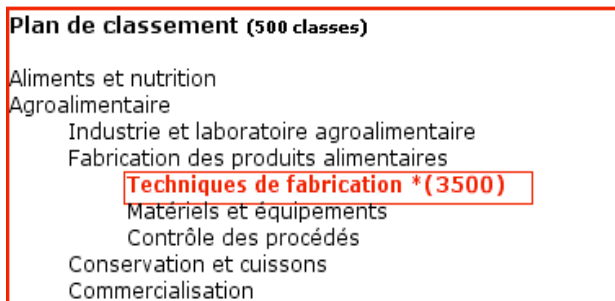 Plan de classement (500 classes)
Aliments et nutrition
Agroalimentaire
Industrie et laboratoire agroalimentaire
Fabrication des produits alimentaires
Techniques de fabrication *(3500)
Matériels et équipements
Contrôle des procédés
Conservation et cuissons
Commercialisation